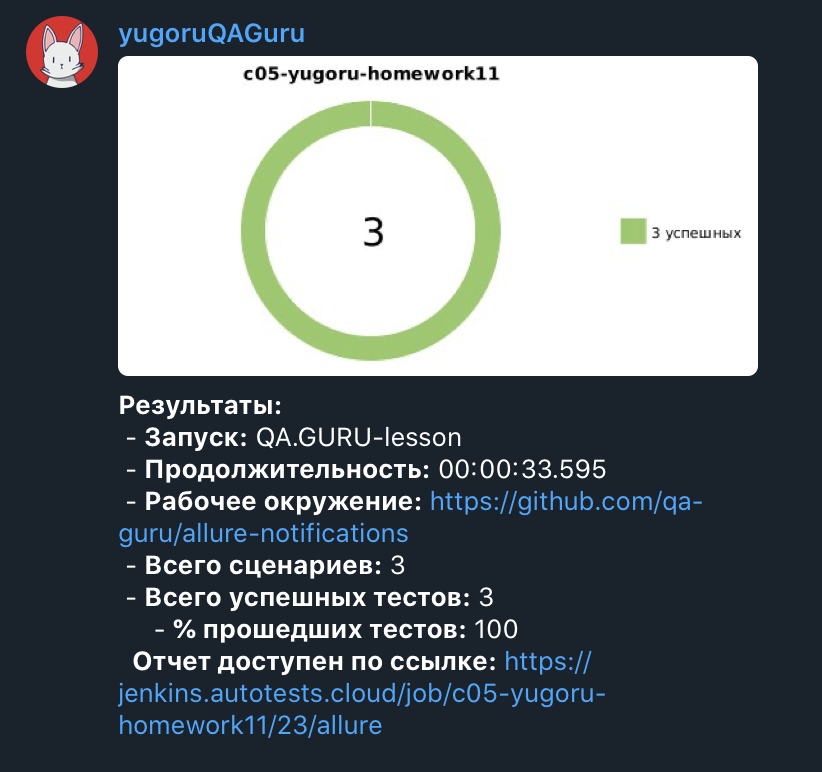 yugoruQAGuru
c05-yugoru-homework11
3
3 успешных
Результаты:
- Запуск: QA.GURU-lesson
- Продолжительность: 00:00:33.595
- Рабочее окружение: https://github.com/qa-
guru/allure-notifications
- Всего сценариев: 3
- Всего успешных тестов: 3
- % прошедших тестов: 100
Отчет доступен по ссылке: https://
jenkins.autotests.cloud/job/c05-yugoru-
homework11/23/allure